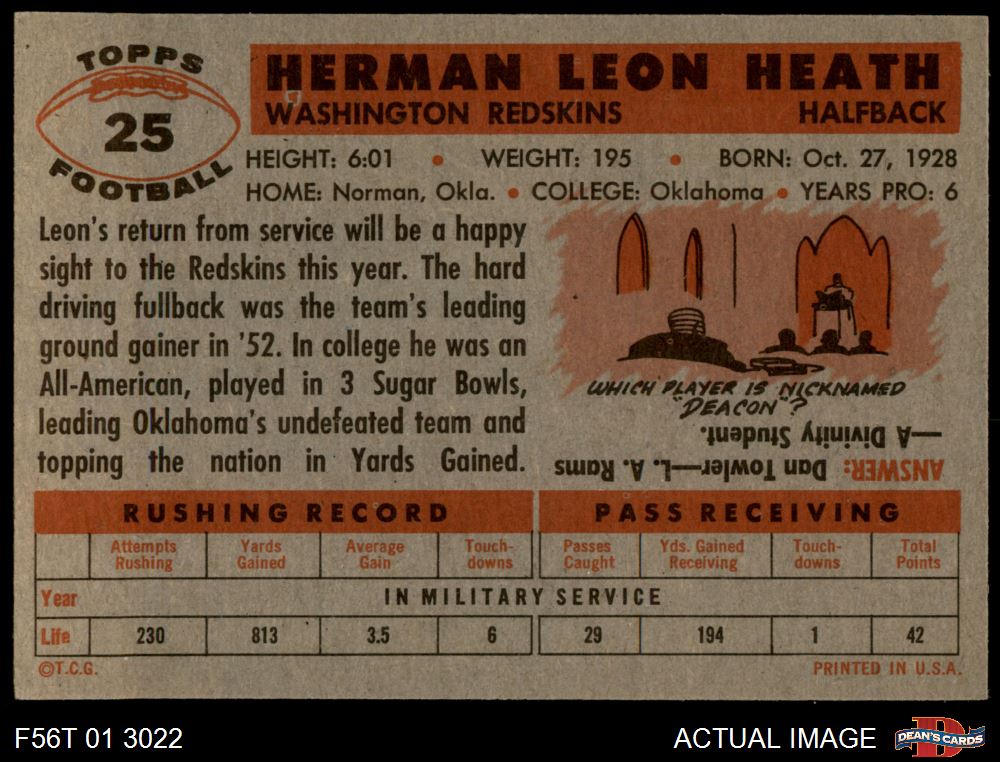 TOPPS
25
FOOTBALL
HERMAN LEON HEATH
WASHINGTON REDSKINS HALFBACK
HEIGHT: 6:01 • WEIGHT: 195 • BORN: Oct. 27, 1928
HOME: Norman, Okla. • COLLEGE: Oklahoma • YEARS PRO: 6
Leon's return from service will be a happy
sight to the Redskins this year. The hard
driving fullback was the team's leading
ground gainer in '52. In college he was an
All-American, played in 3 Sugar Bowls,
leading Oklahoma's undefeated team and
topping the nation in Yards Gained.
WHICH PLAYER IS NICKNAMED
"DEACON"?
ANSWER: Dan Towler—L. A. Rams
—A Divinity Student.
RUSHING RECORD PASS RECEIVING
Attempts Rushing Yards Gained Average Gain Touch-downs Passes Caught Yds. Gained Receiving Touch-downs Total Points
Year IN MILITARY SERVICE
Life 230 813 3.5 6 29 194 1 42
©T.C.G. PRINTED IN U.S.A.
F56T 01 3022 ACTUAL IMAGE DEAN'S CARDS